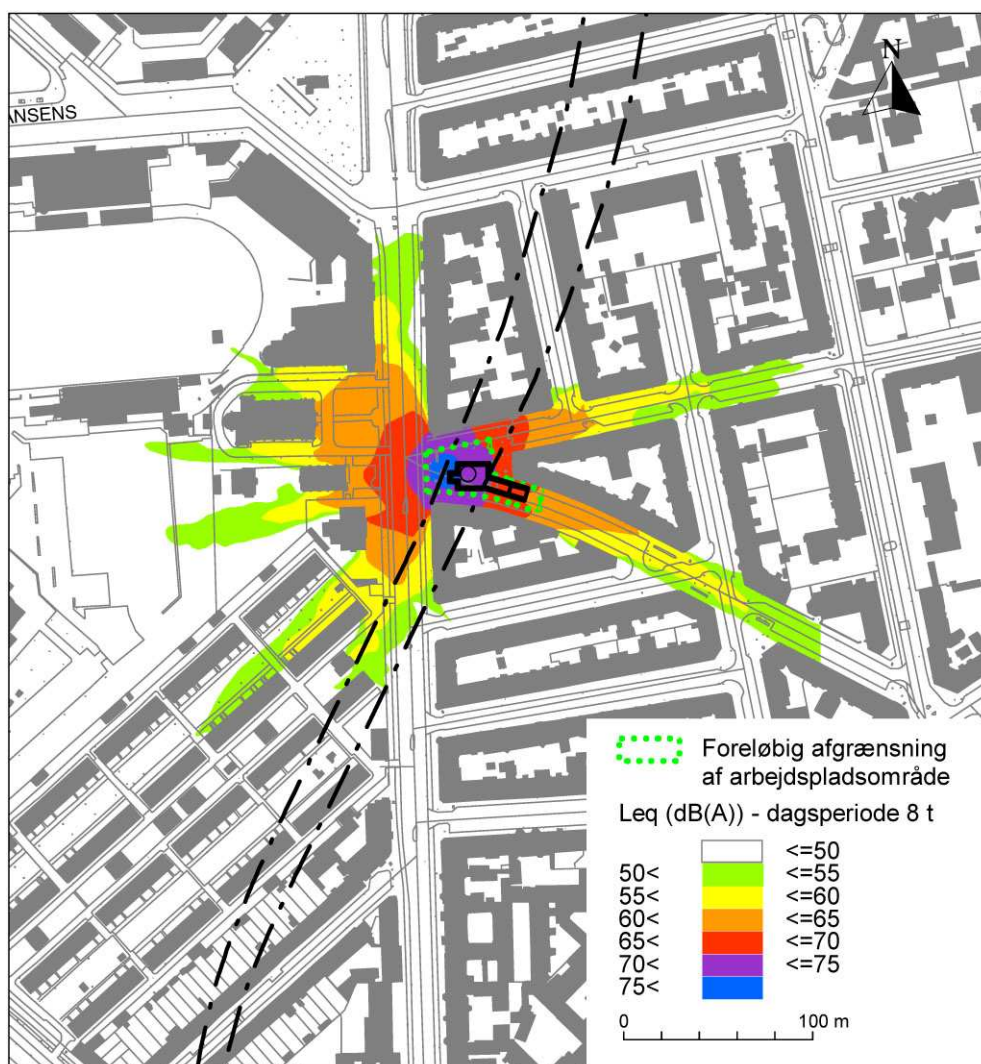 N
ANSENS
Foreløbig afgrænsning
af arbejdspladsområde
Leq (dB(A)) - dagsperiode 8 t
<=50
50< <=55
55< <=60
60< <=65
65< <=70
70< <=75
75<
0 100 m